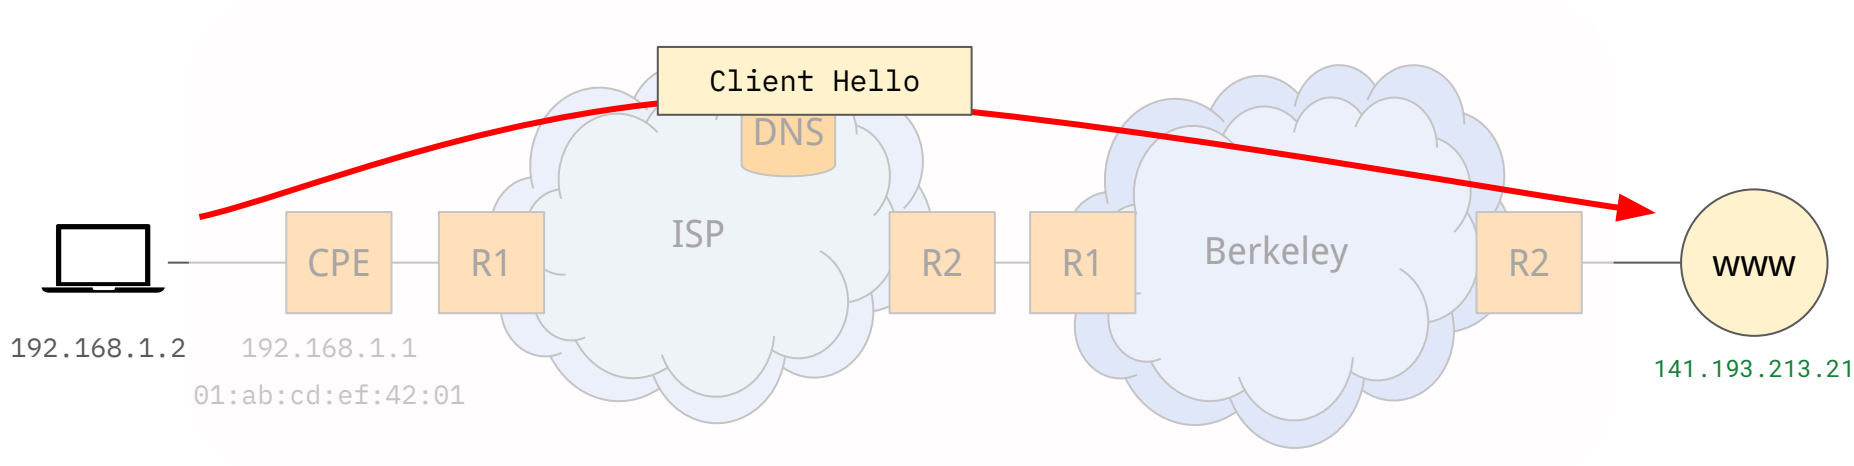 Client Hello
DNS
ISP
Berkeley
CPE
R1
R2
R1
R2
www
192.168.1.2
192.168.1.1
141.193.213.21
01:ab:cd:ef:42:01